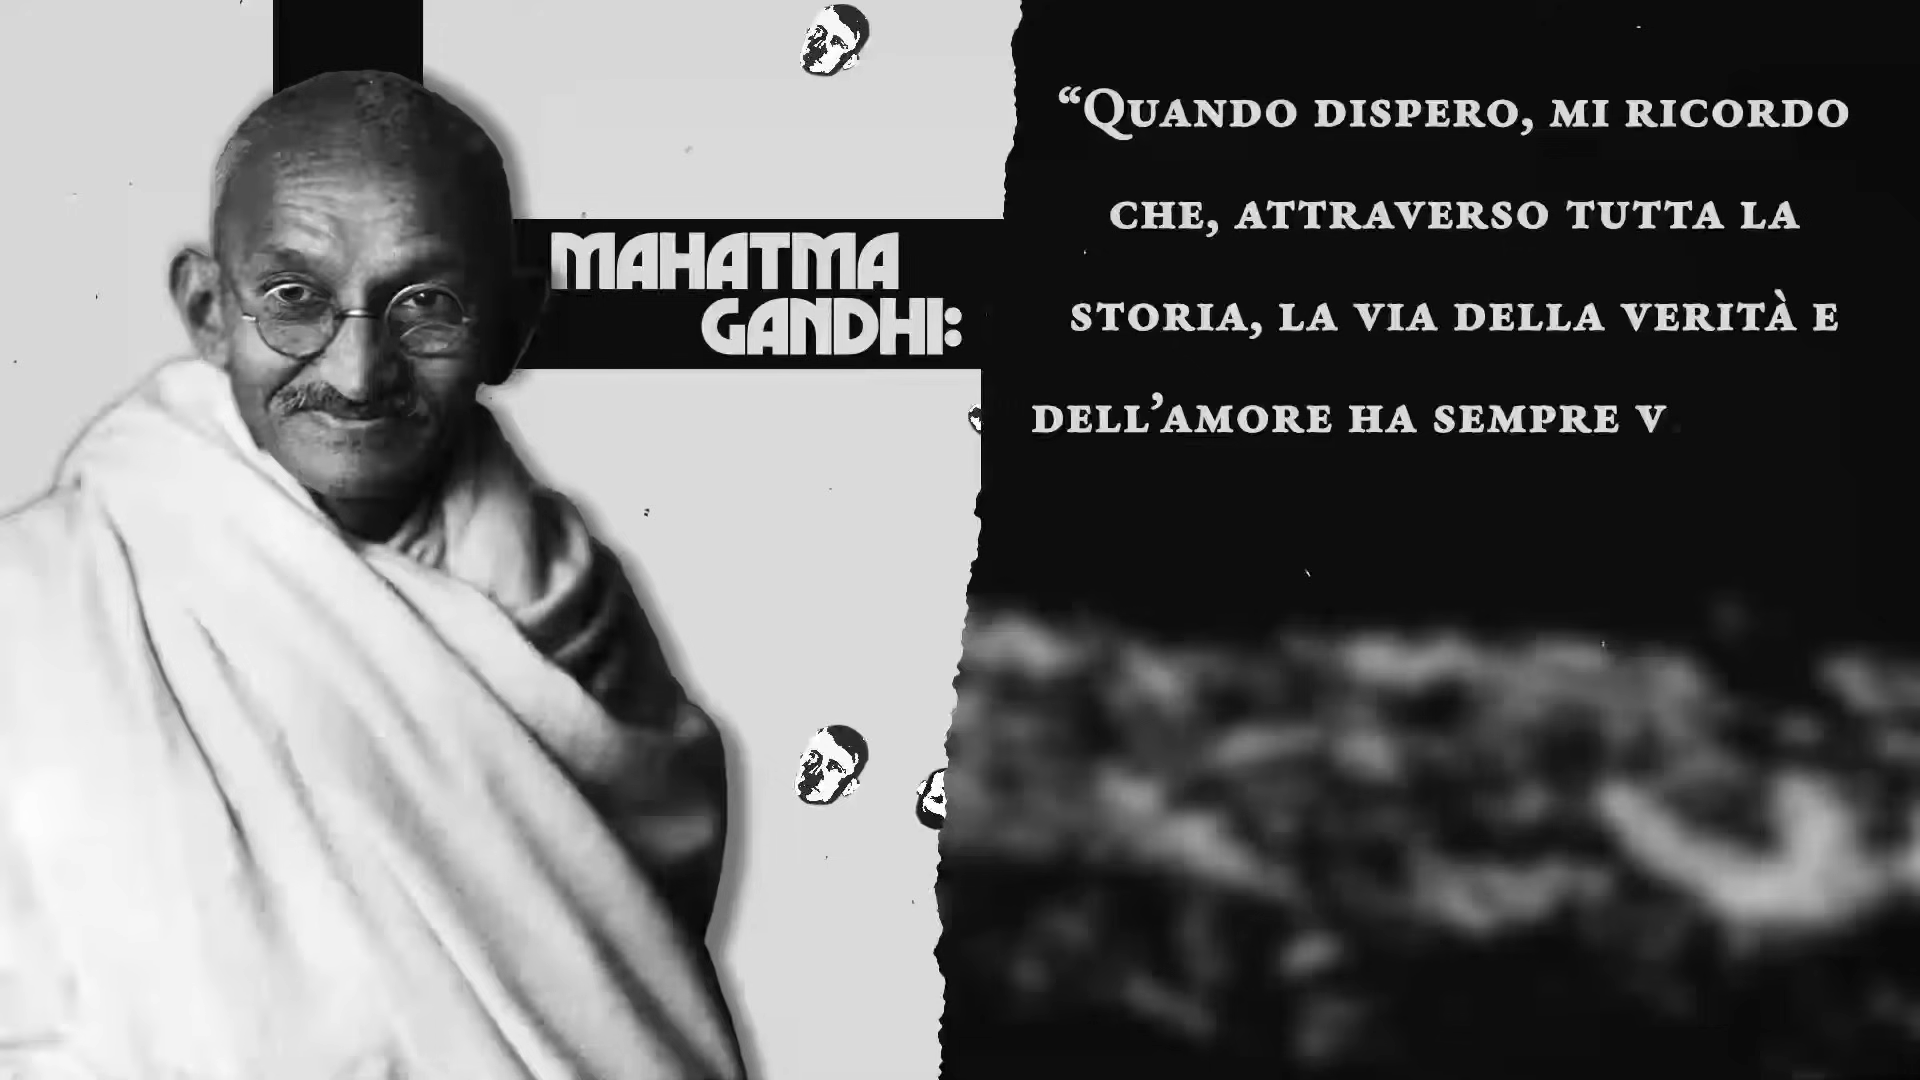 MAHATMA
GANDHI:
“Quando dispero, mi ricordo
che, attraverso tutta la
storia, la via della verità e
dell’amore ha sempre v